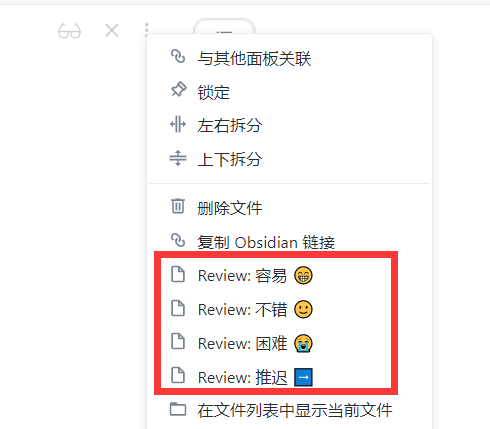 与其他面板关联
锁定
左右拆分
上下拆分
删除文件
复制 Obsidian 链接
Review: 容易 😁
Review: 不错 🙂
Review: 困难 😭
Review: 推迟 ➡️
在文件列表中显示当前文件